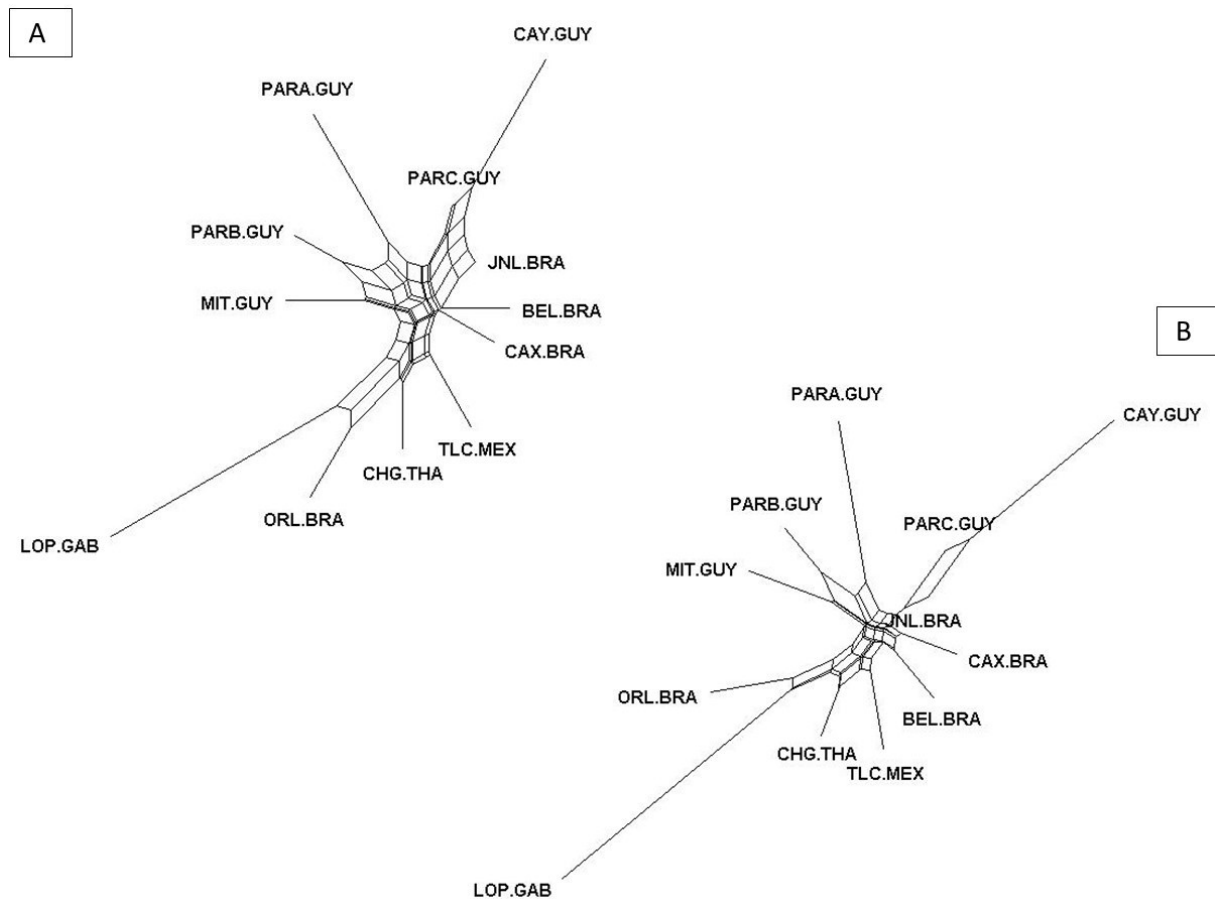 A
CAY.GUY
PARA.GUY
PARC.GUY
PARB.GUY
JNL.BRA
MIT.GUY
BEL.BRA
CAX.BRA
TLC.MEX
CHG.THA
ORL.BRA
LOP.GAB
B
PARA.GUY
CAY.GUY
PARB.GUY
PARC.GUY
MIT.GUY
JNL.BRA
CAX.BRA
ORL.BRA
BEL.BRA
CHG.THA
TLC.MEX
LOP.GAB